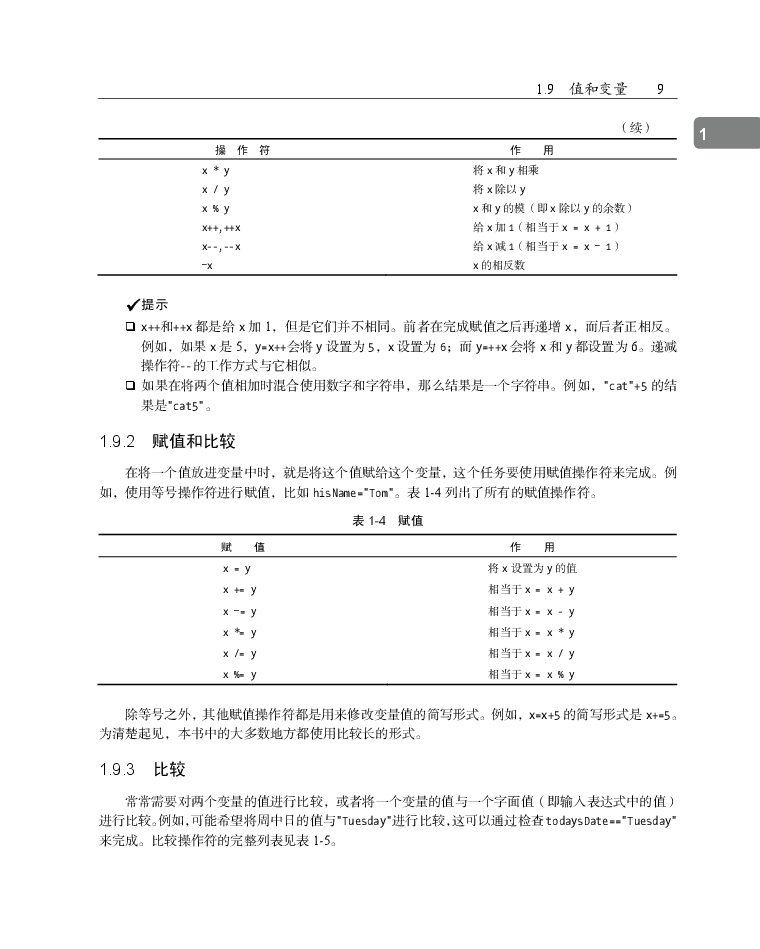 1.9 值和变量 9
1
（续）
操 作 符 作 用
x * y 将 x 和 y 相乘
x / y 将 x 除以 y
x % y x 和 y 的模（即 x 除以 y 的余数）
x++,++x 给 x 加 1（相当于 x = x + 1）
x--,--x 给 x 减 1（相当于 x = x - 1）
-x x 的相反数
✓提示
❑ x++和++x 都是给 x 加 1，但是它们并不相同。前者在完成赋值之后再递增 x，而后者正相反。
例如，如果 x 是 5，y=x++会将 y 设置为 5，x 设置为 6；而 y=++x 会将 x 和 y 都设置为 6。递减
操作符--的工作方式与它相似。
❑ 如果在将两个值相加时混合使用数字和字符串，那么结果是一个字符串。例如，"cat"+5 的结
果是"cat5"。
1.9.2 赋值和比较
在将一个值放进变量中时，就是将这个值赋给这个变量，这个任务要使用赋值操作符来完成。例
如，使用等号操作符进行赋值，比如 hisName="Tom"。表 1-4 列出了所有的赋值操作符。
表 1-4 赋值
赋 值 作 用
x = y 将 x 设置为 y 的值
x += y 相当于 x = x + y
x -= y 相当于 x = x - y
x *= y 相当于 x = x * y
x /= y 相当于 x = x / y
x %= y 相当于 x = x % y
除等号之外，其他赋值操作符都是用来修改变量值的简写形式。例如，x=x+5 的简写形式是 x+=5。
为清楚起见，本书中的大多数地方都使用比较长的形式。
1.9.3 比较
常常需要对两个变量的值进行比较，或者将一个变量的值与一个字面值（即输入表达式中的值）
进行比较。例如，可能希望将周中日的值与"Tuesday"进行比较，这可以通过检查 todaysDate=="Tuesday"
来完成。比较操作符的完整列表见表 1-5。